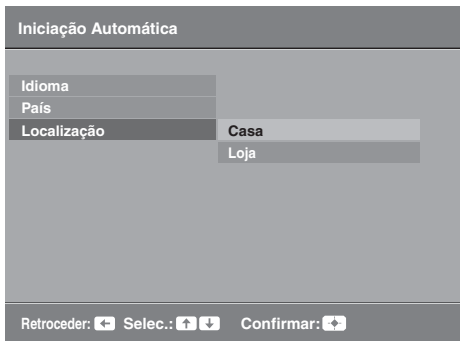 Iniciação Automática
Idioma
País
Localização Casa
Loja
Retroceder: Selec.: Confirmar: